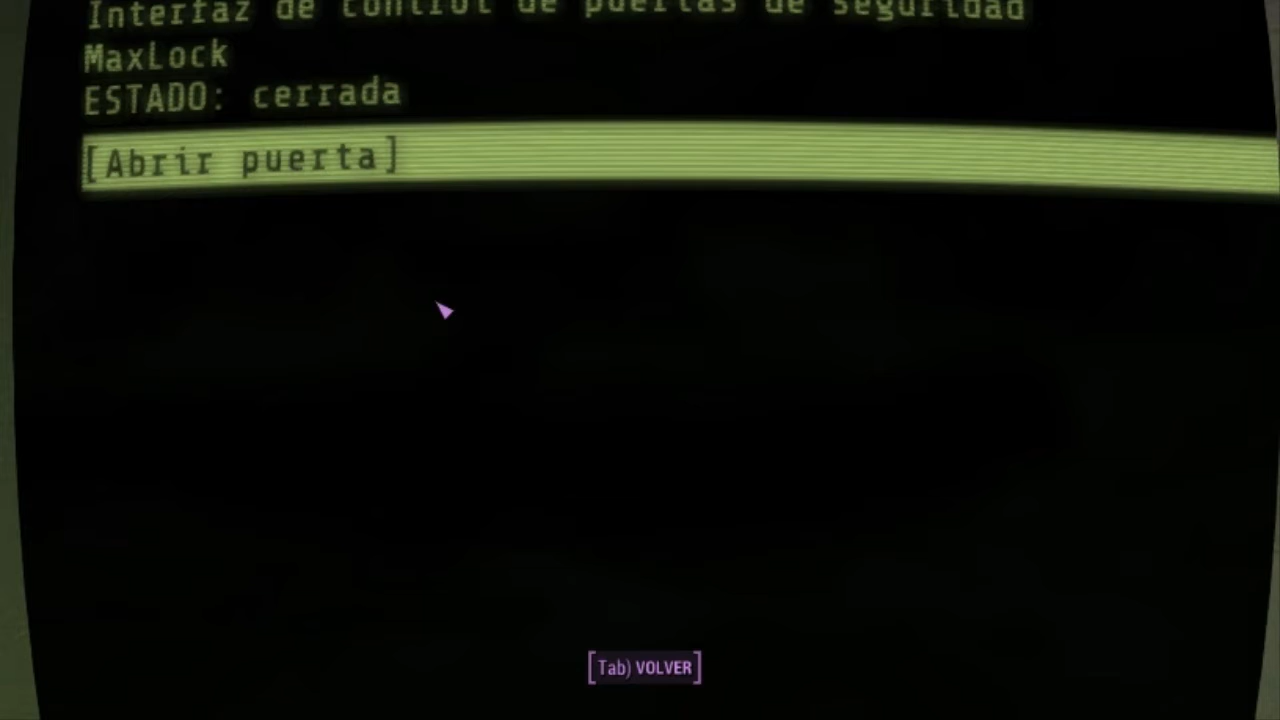 Interfaz de control de puertas de seguridad
MaxLock
ESTADO: cerrada
[Abrir puerta]
[Tab) VOLVER]